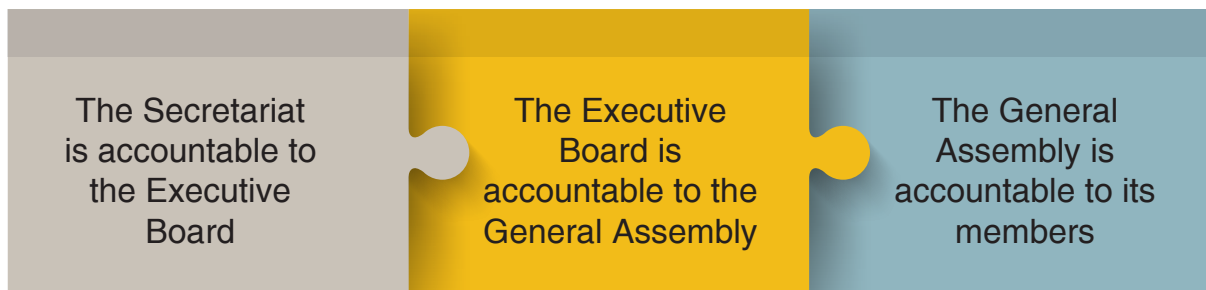 The Secretariat
is accountable to
the Executive
Board
The Executive
Board is
accountable to the
General Assembly
The General
Assembly is
accountable to its
members